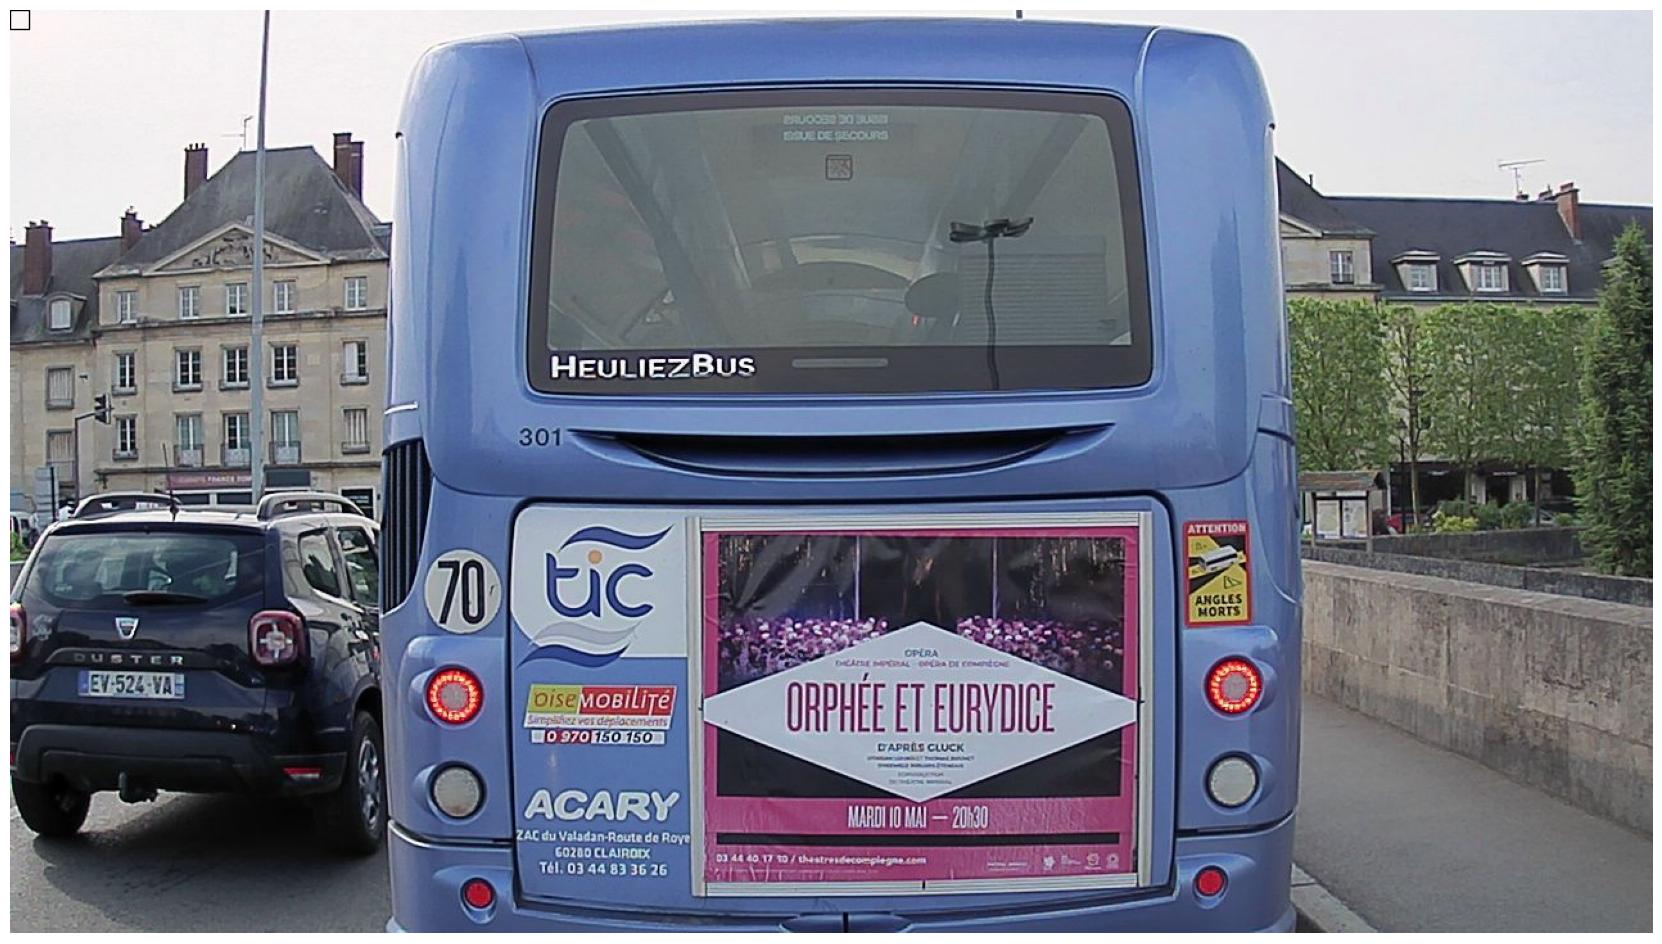 ISSUE DE SECOURS
HEULIEZBUS
301
70
tic
oise MOBILITÉ
Simplifiez vos déplacements
0 970 150 150
ACARY
ZAC du Valadan-Route de Roye
60280 CLAIROIX
Tél. 03 44 83 36 26
OPÉRA
THÉÂTRE IMPÉRIAL - OPÉRA DE COMPIÈGNE
ORPHÉE ET EURYDICE
D'APRÈS GLUCK
MARDI 10 MAI — 20h30
03 44 40 17 10 / theatresdecompiegne.com
ATTENTION
ANGLES
MORTS
DUSTER
EV-524-VA